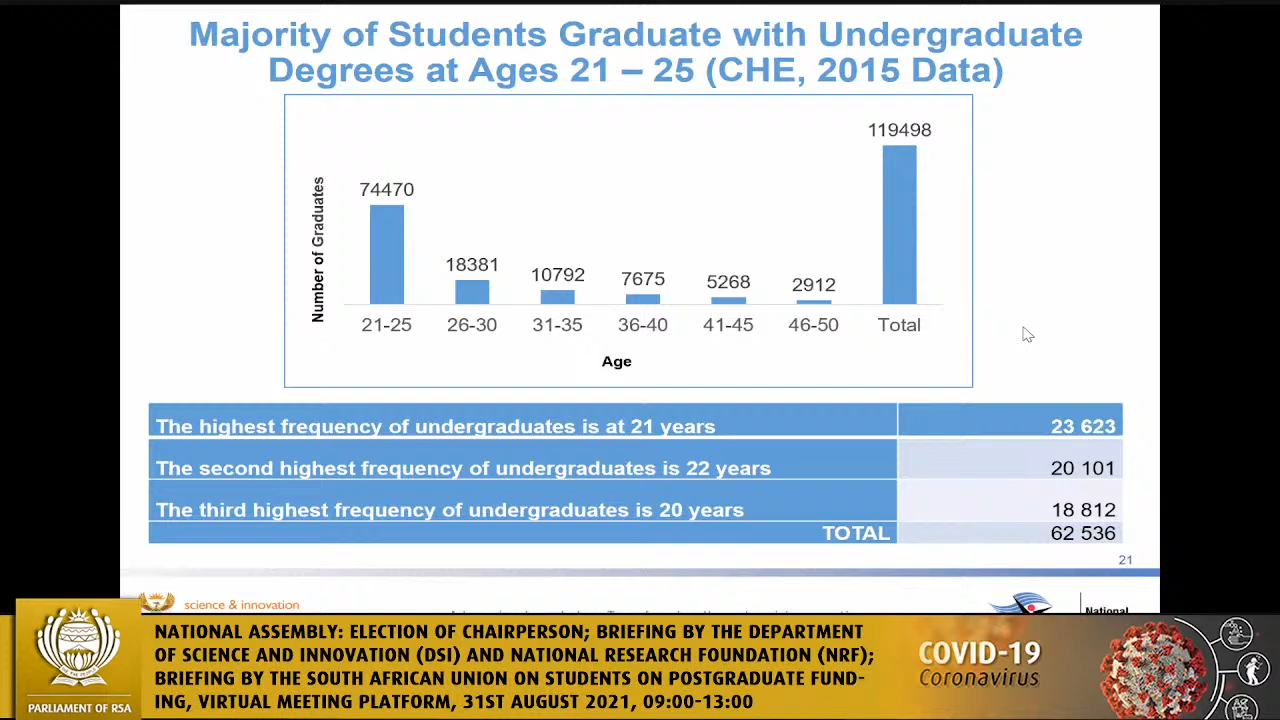 Majority of Students Graduate with Undergraduate
Degrees at Ages 21 – 25 (CHE, 2015 Data)
Number of Graduates
119498
74470
18381
10792
7675
5268
2912
21-25
26-30
31-35
36-40
41-45
46-50
Total
Age
The highest frequency of undergraduates is at 21 years 23 623
The second highest frequency of undergraduates is 22 years 20 101
The third highest frequency of undergraduates is 20 years 18 812
TOTAL 62 536
21
science & innovation
National
NATIONAL ASSEMBLY: ELECTION OF CHAIRPERSON; BRIEFING BY THE DEPARTMENT
OF SCIENCE AND INNOVATION (DSI) AND NATIONAL RESEARCH FOUNDATION (NRF);
BRIEFING BY THE SOUTH AFRICAN UNION ON STUDENTS ON POSTGRADUATE FUND-
ING, VIRTUAL MEETING PLATFORM, 31ST AUGUST 2021, 09:00-13:00
PARLIAMENT OF RSA
COVID-19
Coronavirus